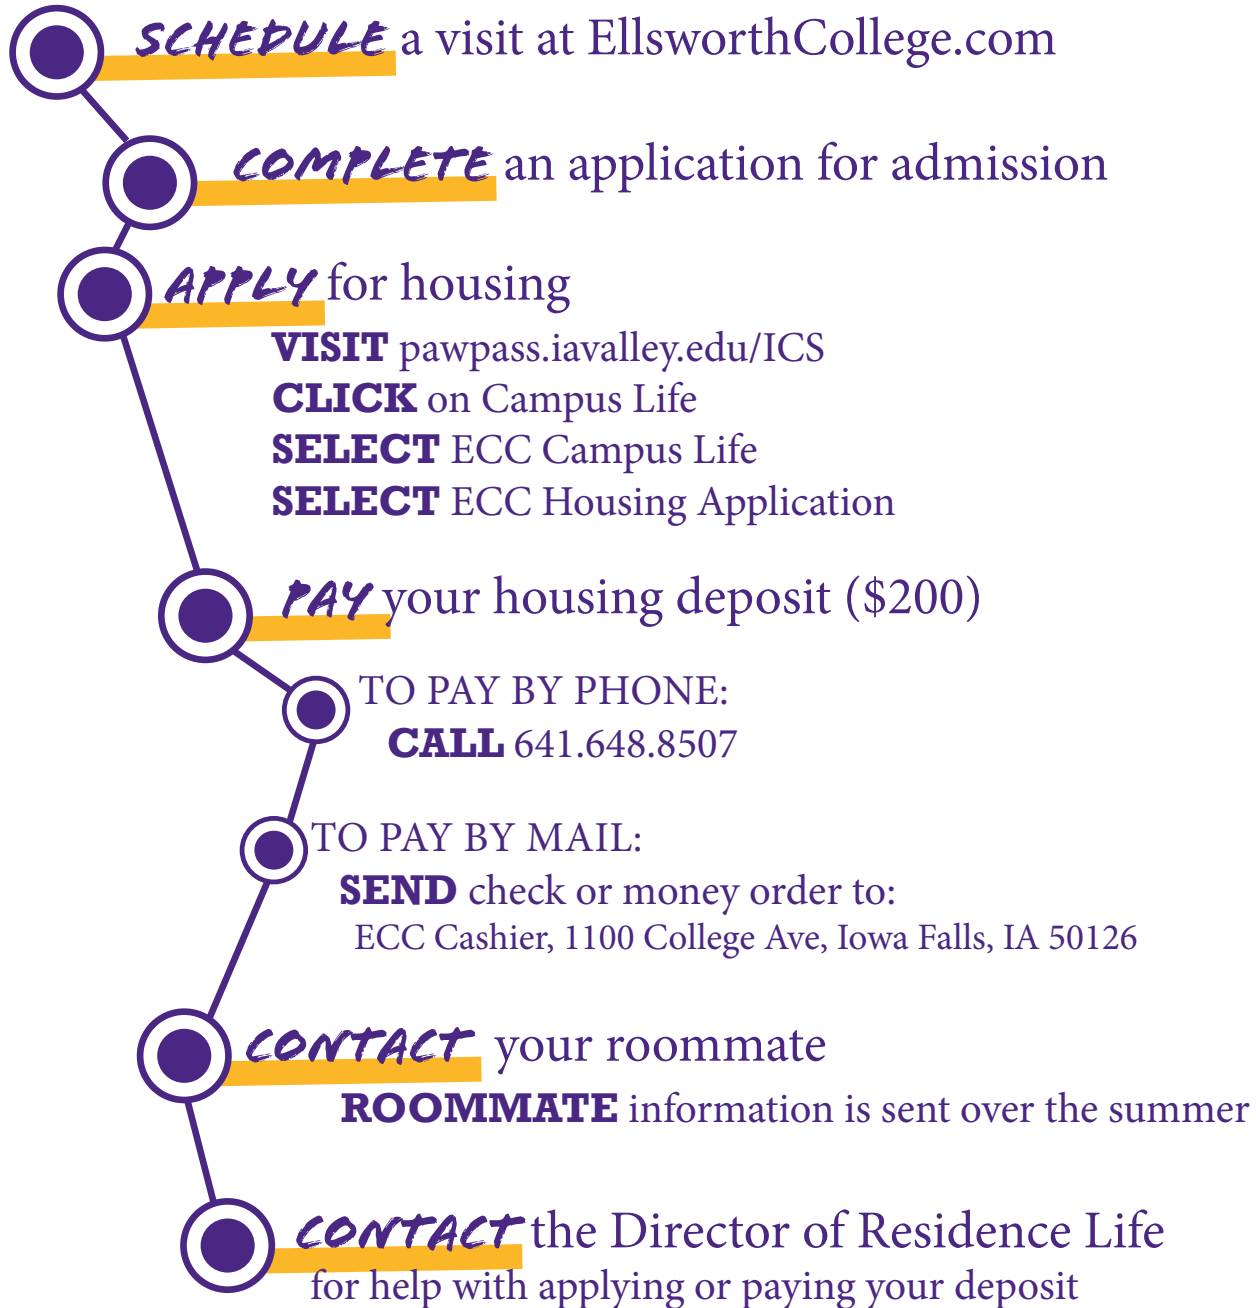 SCHEDULE a visit at EllsworthCollege.com
COMPLETE an application for admission
APPLY for housing
VISIT pawpass.iavalley.edu/ICS
CLICK on Campus Life
SELECT ECC Campus Life
SELECT ECC Housing Application
PAY your housing deposit ($200)
TO PAY BY PHONE:
CALL 641.648.8507
TO PAY BY MAIL:
SEND check or money order to:
ECC Cashier, 1100 College Ave, Iowa Falls, IA 50126
CONTACT your roommate
ROOMMATE information is sent over the summer
CONTACT the Director of Residence Life
for help with applying or paying your deposit